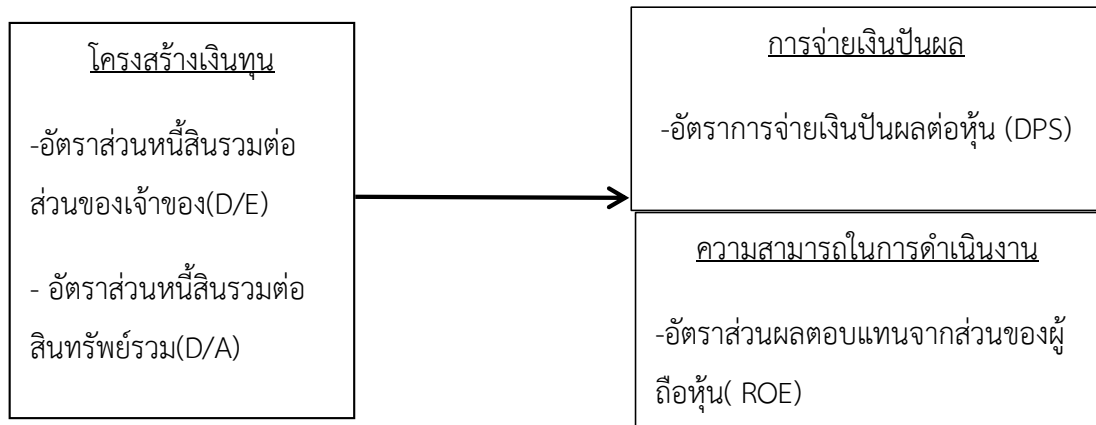 โครงสร้างเงินทุน
-อัตราส่วนหนี้สินรวมต่อ
ส่วนของเจ้าของ(D/E)
- อัตราส่วนหนี้สินรวมต่อ
สินทรัพย์รวม(D/A)
การจ่ายเงินปันผล
-อัตราการจ่ายเงินปันผลต่อหุ้น (DPS)
ความสามารถในการดำเนินงาน
-อัตราส่วนผลตอบแทนจากส่วนของผู้
ถือหุ้น( ROE)